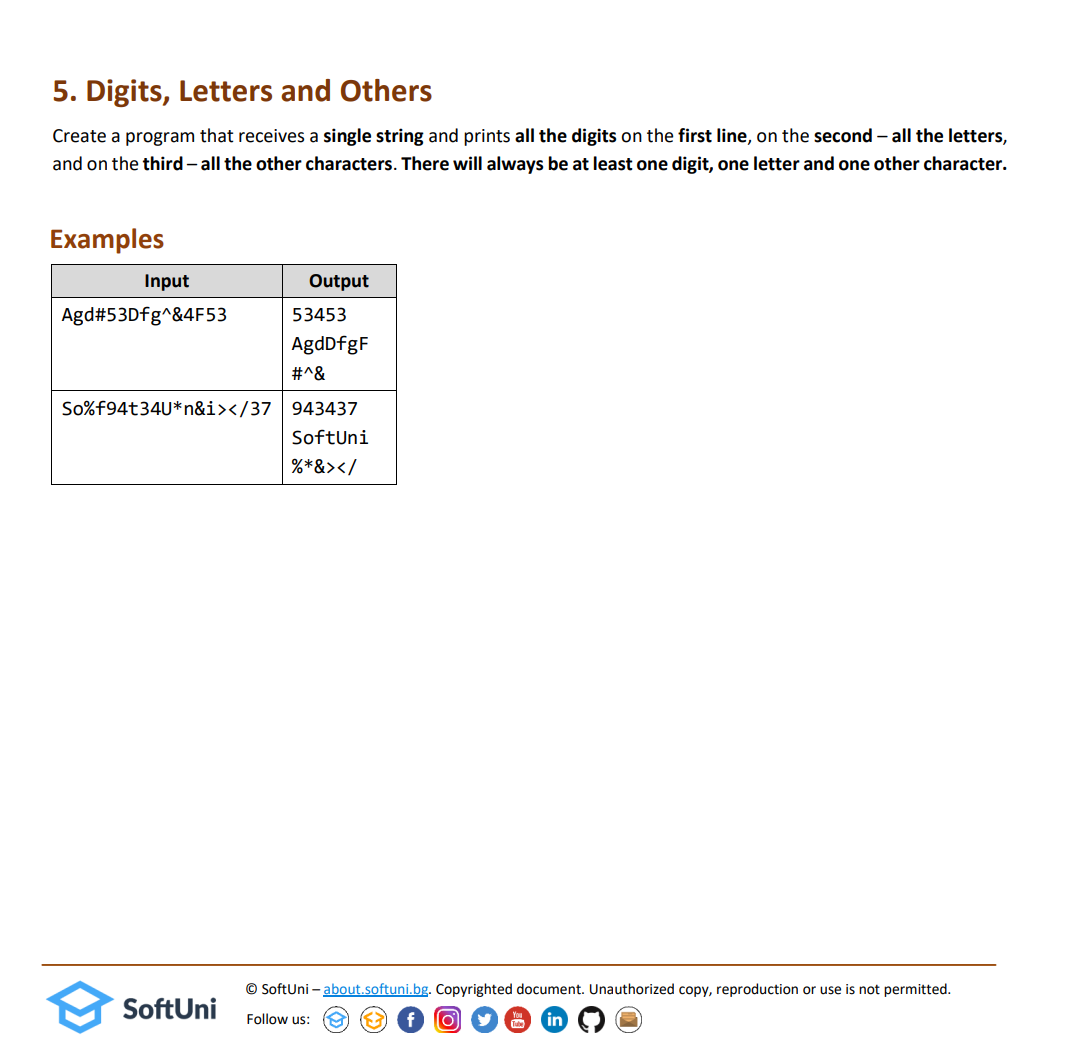 5. Digits, Letters and Others
Create a program that receives a single string and prints all the digits on the first line, on the second – all the letters,
and on the third – all the other characters. There will always be at least one digit, one letter and one other character.
Examples
Input Output
Agd#53Dfg^&4F53 53453
AgdDfgF
#^&
So%f94t34U*n&i></37 943437
SoftUni
%*&></
SoftUni
© SoftUni – about.softuni.bg. Copyrighted document. Unauthorized copy, reproduction or use is not permitted.
Follow us: f You Tube in